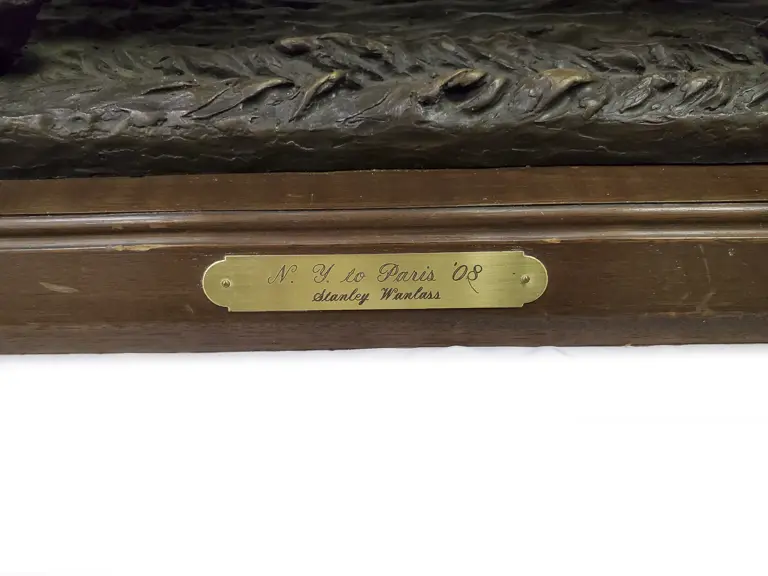 N. Y. to Paris '08
Stanley Wanlass